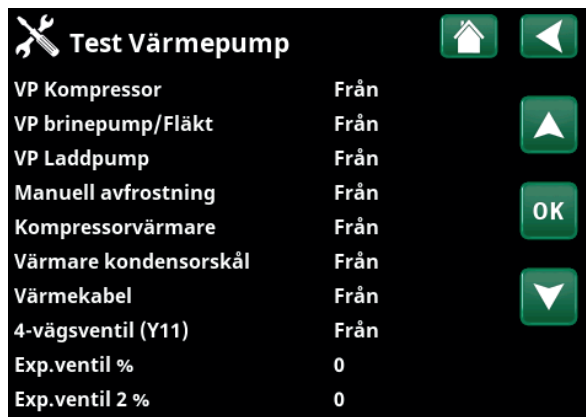 Test Värmepump
VP Kompressor Från
VP brinepump/Fläkt Från
VP Laddpump Från
Manuell avfrostning Från
OK
Kompressorvärmare Från
Värmare kondensorskål Från
Värmekabel Från
4-vägsventil (Y11) Från
Exp.ventil % 0
Exp.ventil 2 % 0